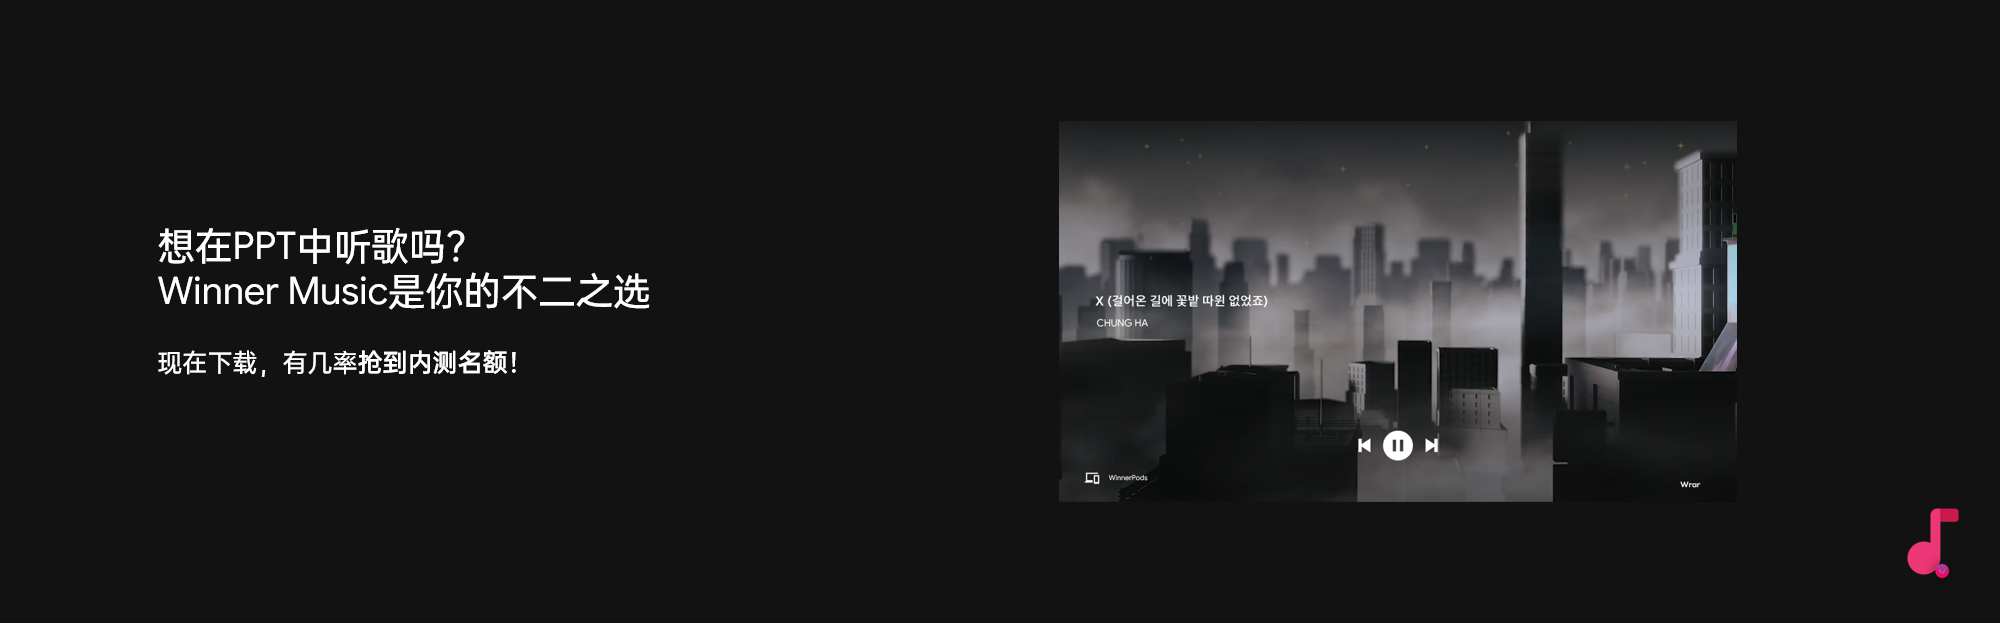 想在PPT中听歌吗？
Winner Music是你的不二之选
现在下载，有几率抢到内测名额！
X (걸어온 길에 꽃밭 따윈 없었죠)
CHUNG HA
WinnerPods
Wrar